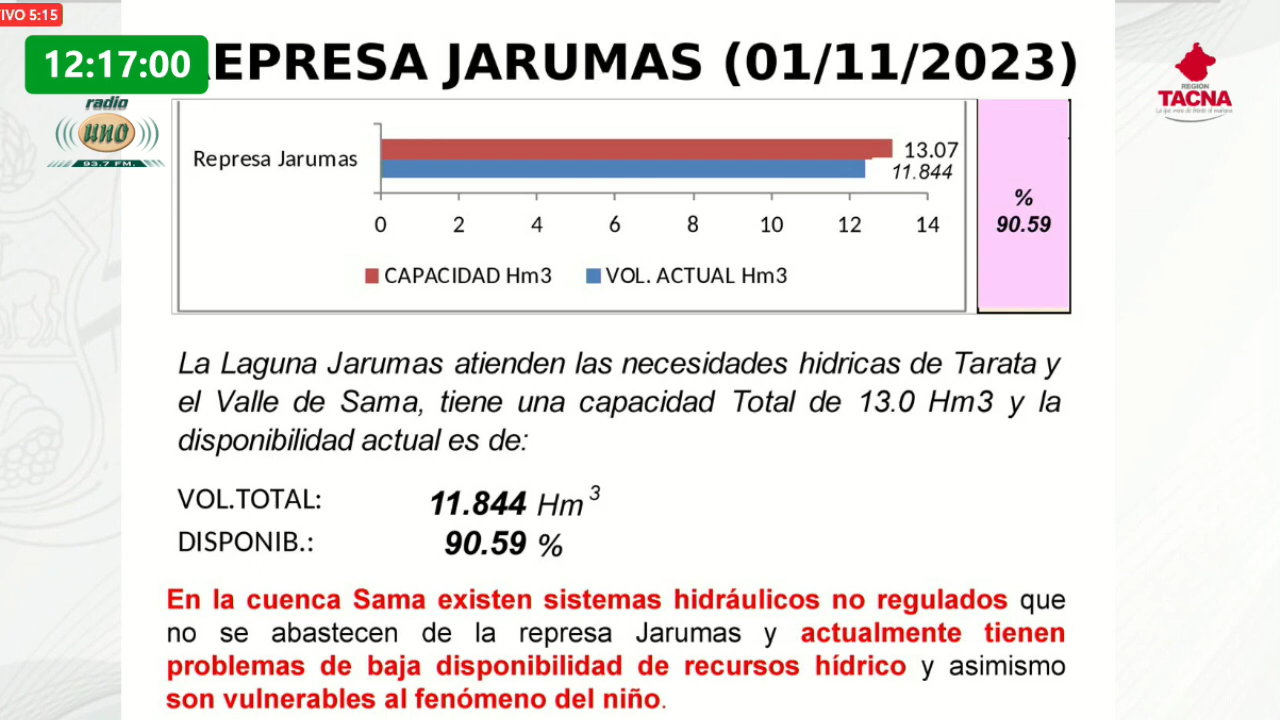 IVO 5:15
12:17:00
EPRESA JARUMAS (01/11/2023)
REGION
TACNA
radio
uno
93.7 FM.
Represa Jarumas
13.07
11.844
0 2 4 6 8 10 12 14
CAPACIDAD Hm3 VOL. ACTUAL Hm3
%
90.59
La Laguna Jarumas atienden las necesidades hidricas de Tarata y
el Valle de Sama, tiene una capacidad Total de 13.0 Hm3 y la
disponibilidad actual es de:
VOL.TOTAL: 11.844 Hm3
DISPONIB.: 90.59 %
En la cuenca Sama existen sistemas hidráulicos no regulados que
no se abastecen de la represa Jarumas y actualmente tienen
problemas de baja disponibilidad de recursos hídrico y asimismo
son vulnerables al fenómeno del niño.